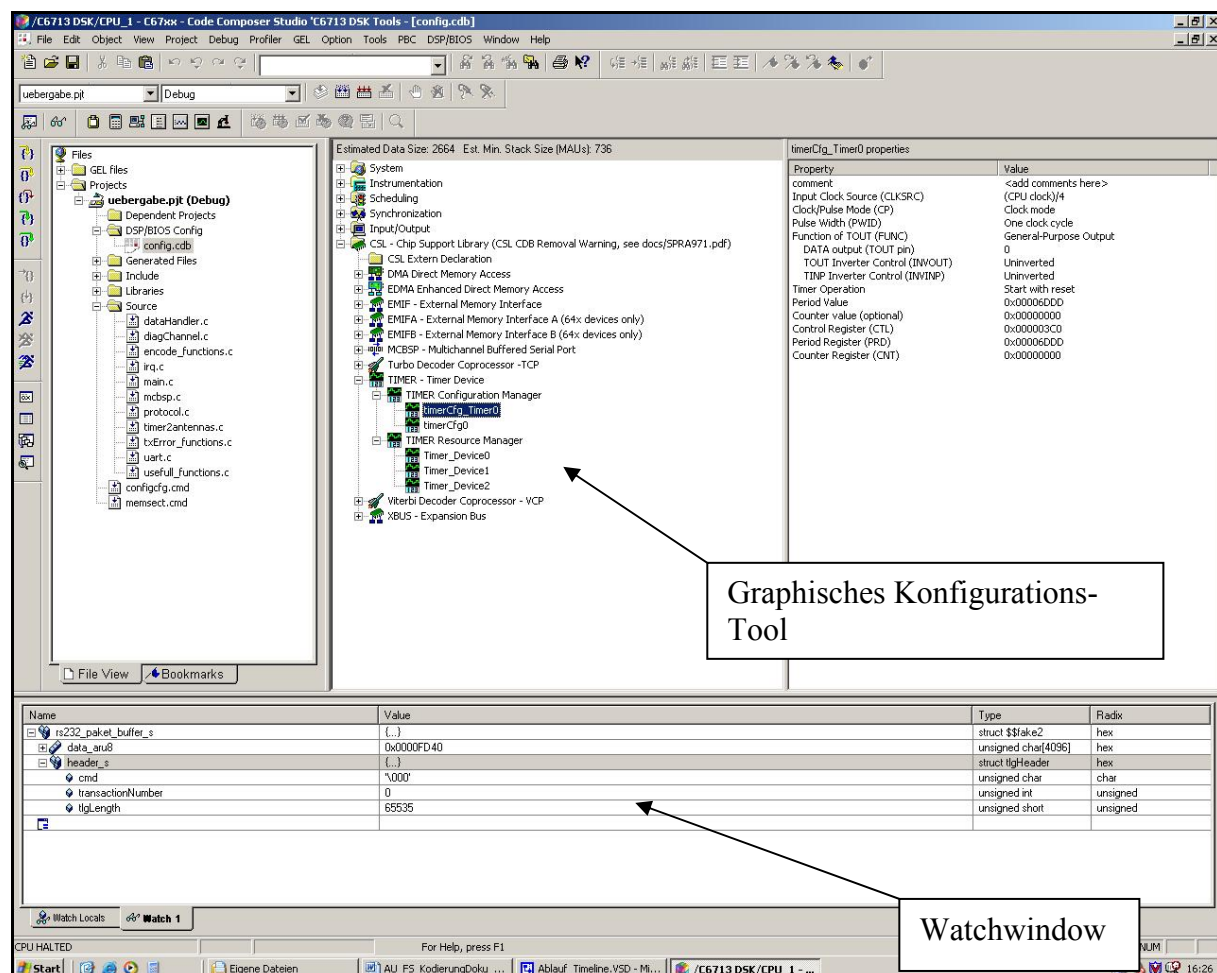 /C6713 DSK/CPU_1 - C67xx - Code Composer Studio 'C6713 DSK Tools - [config.cdb]
File Edit Object View Project Debug Profiler GEL Option Tools PBC DSP/BIOS Window Help
uebergabe.pjt Debug
Files
GEL files
Projects
uebergabe.pjt (Debug)
Dependent Projects
DSP/BIOS Config
config.cdb
Generated Files
Include
Libraries
Source
dataHandler.c
diagChannel.c
encode_functions.c
irq.c
main.c
mcbsp.c
protocol.c
timer2antennas.c
txError_functions.c
uart.c
usefull_functions.c
configcfg.cmd
memsect.cmd
File View Bookmarks
Estimated Data Size: 2664 Est. Min. Stack Size (MAUs): 736
System
Instrumentation
Scheduling
Synchronization
Input/Output
CSL - Chip Support Library (CSL CDB Removal Warning, see docs/SPRA971.pdf)
CSL Extern Declaration
DMA Direct Memory Access
EDMA Enhanced Direct Memory Access
EMIF - External Memory Interface
EMIFA - External Memory Interface A (64x devices only)
EMIFB - External Memory Interface B (64x devices only)
MCBSP - Multichannel Buffered Serial Port
Turbo Decoder Coprocessor -TCP
TIMER - Timer Device
TIMER Configuration Manager
timerCfg_Timer0
timerCfg0
TIMER Resource Manager
Timer_Device0
Timer_Device1
Timer_Device2
Viterbi Decoder Coprocessor - VCP
XBUS - Expansion Bus
timerCfg_Timer0 properties
Property Value
comment <add comments here>
Input Clock Source (CLKSRC) (CPU clock)/4
Clock/Pulse Mode (CP) Clock mode
Pulse Width (PWID) One clock cycle
Function of TOUT (FUNC) General-Purpose Output
DATA output (TOUT pin) 0
TOUT Inverter Control (INVOUT) Uninverted
TINP Inverter Control (INVINP) Uninverted
Timer Operation Start with reset
Period Value 0x00006DDD
Counter value (optional) 0x00000000
Control Register (CTL) 0x000003C0
Period Register (PRD) 0x00006DDD
Counter Register (CNT) 0x00000000
Graphisches Konfigurations-
Tool
Name Value Type Radix
rs232_paket_buffer_s {...} struct $$fake2 hex
data_aru8 0x0000FD40 unsigned char[4096] hex
header_s {...} struct tlgHeader hex
cmd '\000' unsigned char char
transactionNumber 0 unsigned int unsigned
tlgLength 65535 unsigned short unsigned
Watch Locals Watch 1
Watchwindow
CPU HALTED For Help, press F1 NUM
Start Eigene Dateien AU_FS_KodierungDoku_... Ablauf_Timeline.VSD - Mi... /C6713 DSK/CPU_1 - ... 16:26